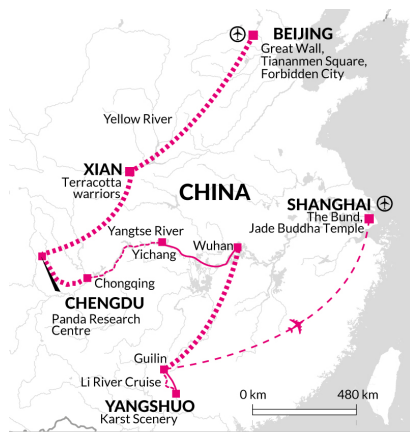 BEIJING
Great Wall,
Tiananmen Square,
Forbidden City
Yellow River
XIAN
Terracotta
warriors
CHINA
SHANGHAI
The Bund,
Jade Buddha Temple
Yangtse River
Yichang
Wuhan
Chongqing
CHENGDU
Panda Research
Centre
Guilin
Li River Cruise
YANGSHUO
Karst Scenery
0 km 480 km